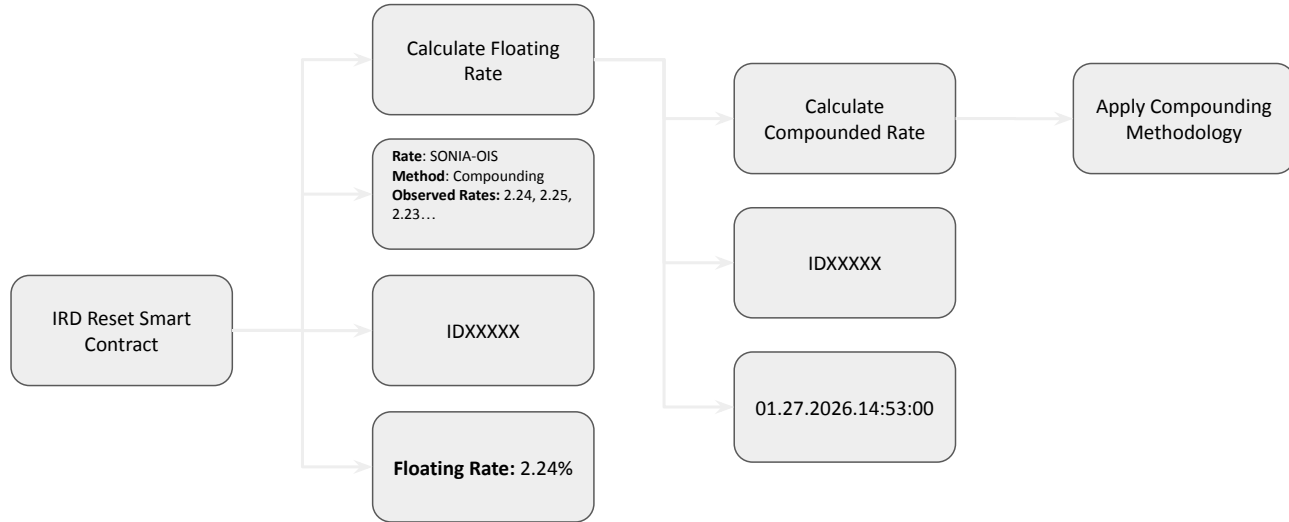 Calculate Floating
Rate
Calculate
Compounded Rate
Apply Compounding
Methodology
Rate: SONIA-OIS
Method: Compounding
Observed Rates: 2.24, 2.25,
2.23…
IRD Reset Smart
Contract
IDXXXXX
IDXXXXX
Floating Rate: 2.24%
01.27.2026.14:53:00